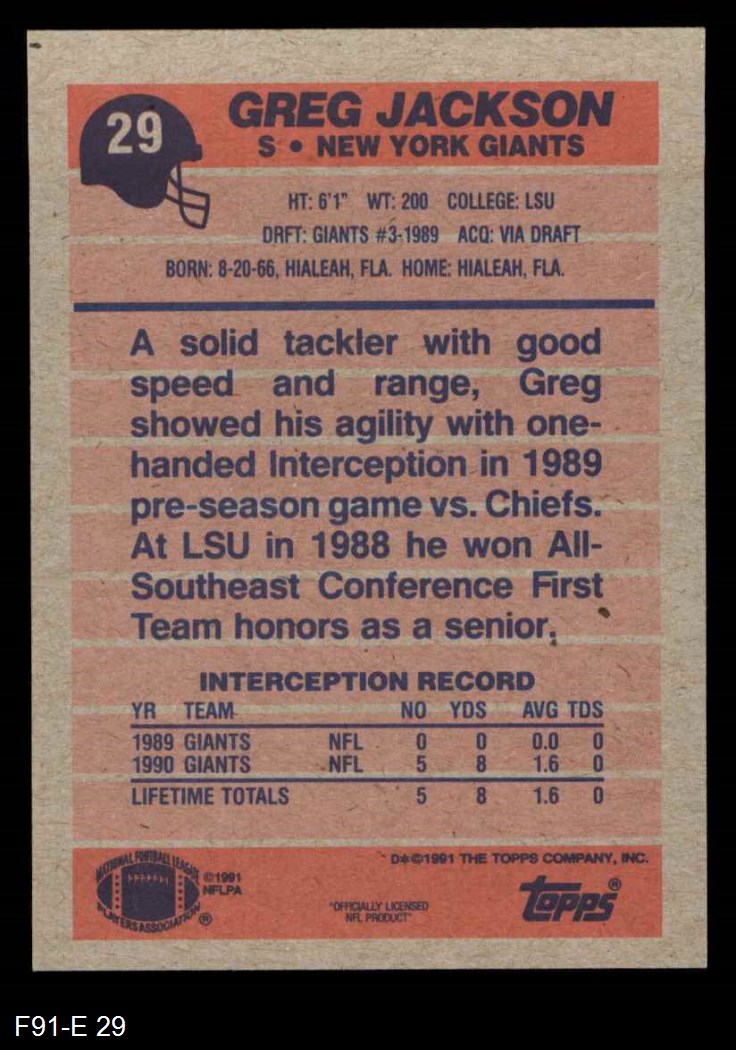 29
GREG JACKSON
S • NEW YORK GIANTS
HT: 6'1" WT: 200 COLLEGE: LSU
DRFT: GIANTS #3-1989 ACQ: VIA DRAFT
BORN: 8-20-66, HIALEAH, FLA. HOME: HIALEAH, FLA.
A solid tackler with good
speed and range, Greg
showed his agility with one-
handed Interception in 1989
pre-season game vs. Chiefs.
At LSU in 1988 he won All-
Southeast Conference First
Team honors as a senior.
INTERCEPTION RECORD
YR TEAM NO YDS AVG TDS
1989 GIANTS NFL 0 0 0.0 0
1990 GIANTS NFL 5 8 1.6 0
LIFETIME TOTALS 5 8 1.6 0
NATIONAL FOOTBALL LEAGUE
PLAYERS ASSOCIATION ®
©1991
NFLPA
"OFFICIALLY LICENSED
NFL PRODUCT"
D*©1991 THE TOPPS COMPANY, INC.
topps®
F91-E 29